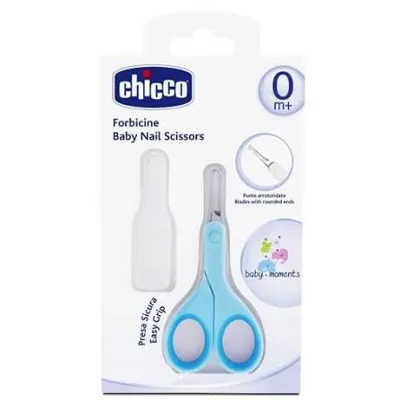 chicco
0
m+
Forbicine
Baby Nail Scissors
Punte arrotondate
Blades with rounded ends
baby • moments
Presa Sicura
Easy Grip